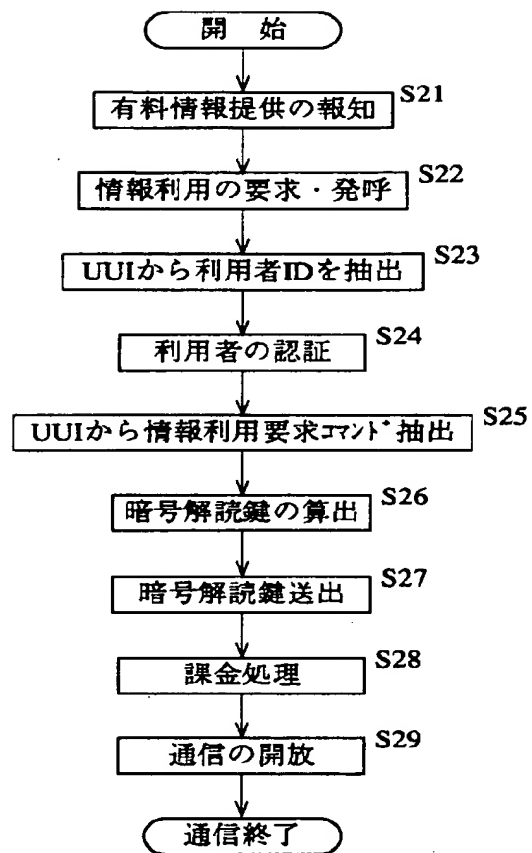 開 始
有料情報提供の報知 S21
情報利用の要求・発呼 S22
UUIから利用者IDを抽出 S23
利用者の認証 S24
UUIから情報利用要求ｺﾏﾝﾄﾞ抽出 S25
暗号解読鍵の算出 S26
暗号解読鍵送出 S27
課金処理 S28
通信の開放 S29
通信終了